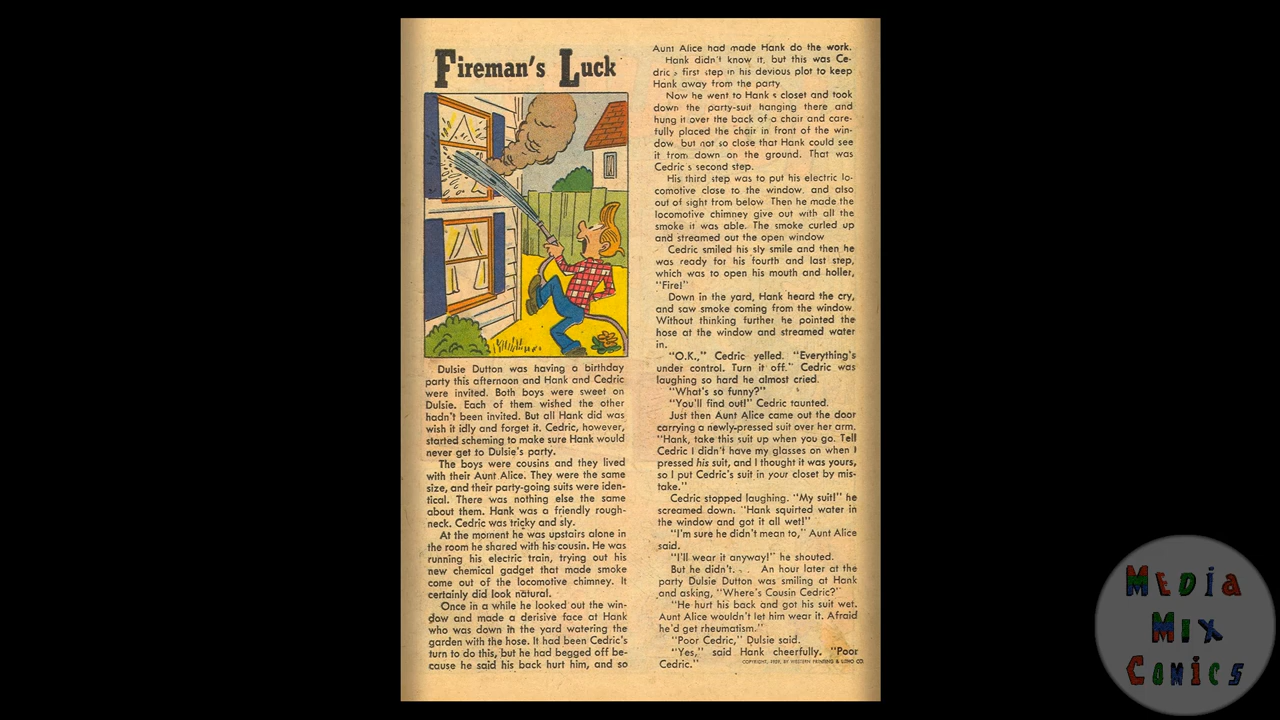 Fireman's Luck
Dulsie Dutton was having a birthday
party this afternoon and Hank and Cedric
were invited. Both boys were sweet on
Dulsie. Each of them wished the other
hadn't been invited. But all Hank did was
wish it idly and forget it. Cedric, however,
started scheming to make sure Hank would
never get to Dulsie's party.
The boys were cousins and they lived
with their Aunt Alice. They were the same
size, and their party-going suits were iden-
tical. There was nothing else the same
about them. Hank was a friendly rough-
neck. Cedric was tricky and sly.
At the moment he was upstairs alone in
the room he shared with his cousin. He was
running his electric train, trying out his
new chemical gadget that made smoke
come out of the locomotive chimney. It
certainly did look natural.
Once in a while he looked out the win-
dow and made a derisive face at Hank
who was down in the yard watering the
garden with the hose. It had been Cedric's
turn to do this, but he had begged off be-
cause he said his back hurt him, and so
Aunt Alice had made Hank do the work.
Hank didn't know it, but this was Ce-
dric s first step in his devious plot to keep
Hank away from the party
Now he went to Hank s closet and took
down the party-suit hanging there and
hung it over the back of a chair and care-
fully placed the chair in front of the win-
dow but not so close that Hank could see
it from down on the ground. That was
Cedric s second step.
His third step was to put his electric lo-
comotive close to the window, and also
out of sight from below Then he made the
locomotive chimney give out with all the
smoke it was able. The smoke curled up
and streamed out the open window
Cedric smiled his sly smile and then he
was ready for his fourth and last step,
which was to open his mouth and holler,
"Fire!"
Down in the yard, Hank heard the cry,
and saw smoke coming from the window.
Without thinking further he pointed the
hose at the window and streamed water
in.
"O.K.," Cedric yelled. "Everything's
under control. Turn it off." Cedric was
laughing so hard he almost cried.
"What's so funny?"
"You'll find out!" Cedric taunted.
Just then Aunt Alice came out the door
carrying a newly-pressed suit over her arm.
"Hank, take this suit up when you go. Tell
Cedric I didn't have my glasses on when I
pressed his suit, and I thought it was yours,
so I put Cedric's suit in your closet by mis-
take."
Cedric stopped laughing. "My suit!" he
screamed down. "Hank squirted water in
the window and got it all wet!"
"I'm sure he didn't mean to," Aunt Alice
said.
"I'll wear it anyway!" he shouted.
But he didn't. . . An hour later at the
party Dulsie Dutton was smiling at Hank
and asking, "Where's Cousin Cedric?"
"He hurt his back and got his suit wet.
Aunt Alice wouldn't let him wear it. Afraid
he'd get rheumatism."
"Poor Cedric," Dulsie said.
"Yes," said Hank cheerfully. "Poor
Cedric."
COPYRIGHT, 1959, BY WESTERN PRINTING & LITHO CO.
MEDiA
MiX
COMiCS